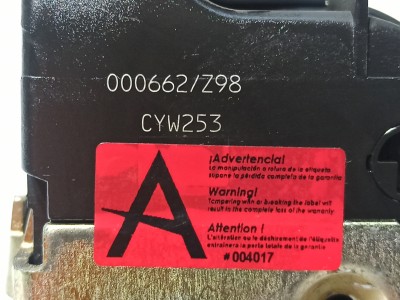 000662/Z98
CYW253
A
¡Advertencia!
La manipulación o rotura de la etiqueta
supone la pérdida completa de la garantía
Warning!
Tampering with or breaking the label will
result in the complete loss of the warranty
Attention !
L'altération ou le déchirement de l'étiquette
entraînera la perte totale de la garantie
# 004017